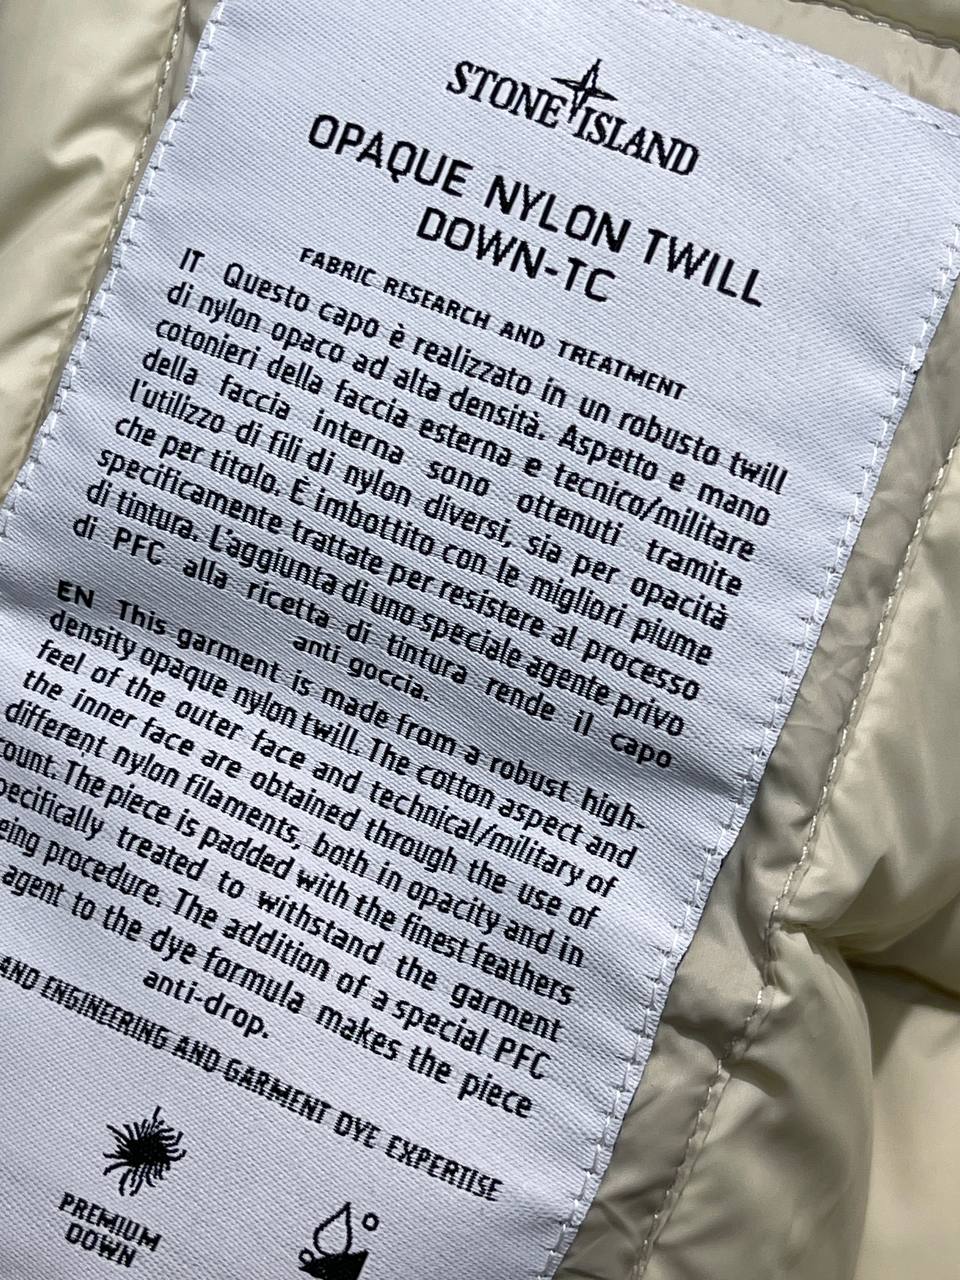 STONE ISLAND
OPAQUE NYLON TWILL
DOWN-TC
FABRIC RESEARCH AND TREATMENT
IT Questo capo è realizzato in un robusto twill
di nylon opaco ad alta densità. Aspetto e mano
cotonieri della faccia esterna e tecnico/militare
della faccia interna sono ottenuti tramite
l'utilizzo di fili di nylon diversi, sia per opacità
che per titolo. È imbottito con le migliori piume
specificamente trattate per resistere al processo
di tintura. L'aggiunta di uno speciale agente privo
di PFC alla ricetta di tintura rende il capo
anti goccia.
EN This garment is made from a robust high-
density opaque nylon twill. The cotton aspect and
feel of the outer face and technical/military of
the inner face are obtained through the use of
different nylon filaments, both in opacity and in
count. The piece is padded with the finest feathers
pecifically treated to withstand the garment
eing procedure. The addition of a special PFC
agent to the dye formula makes the piece
anti-drop.
AND ENGINEERING AND GARMENT DYE EXPERTISE
PREMIUM
DOWN